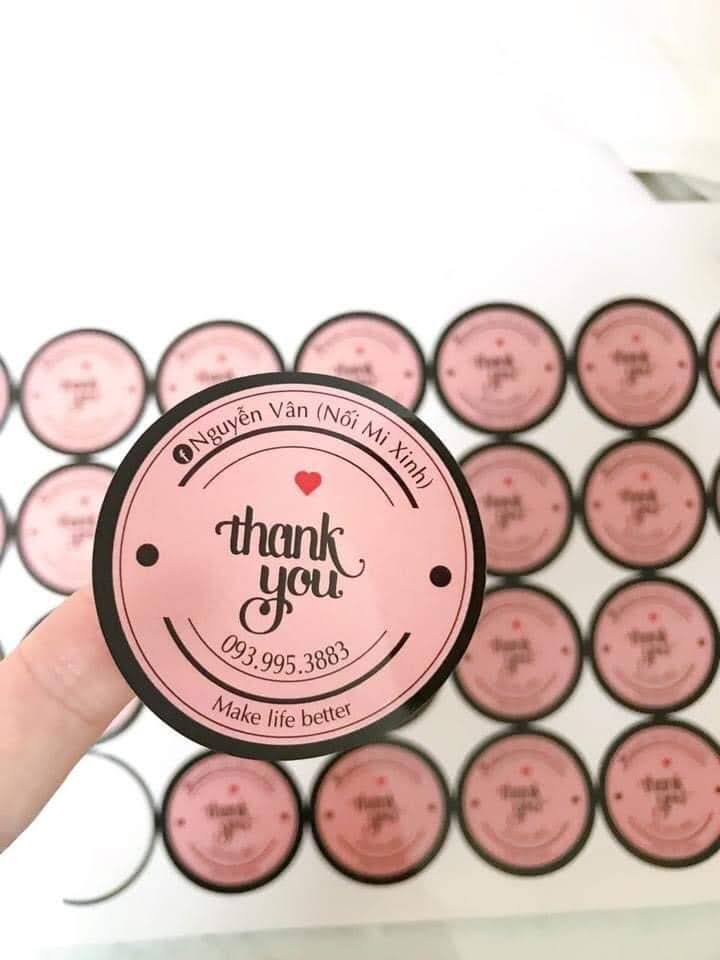 Nguyễn Vân (Nối Mi Xinh)
thank
you
093.995.3883
Make life better